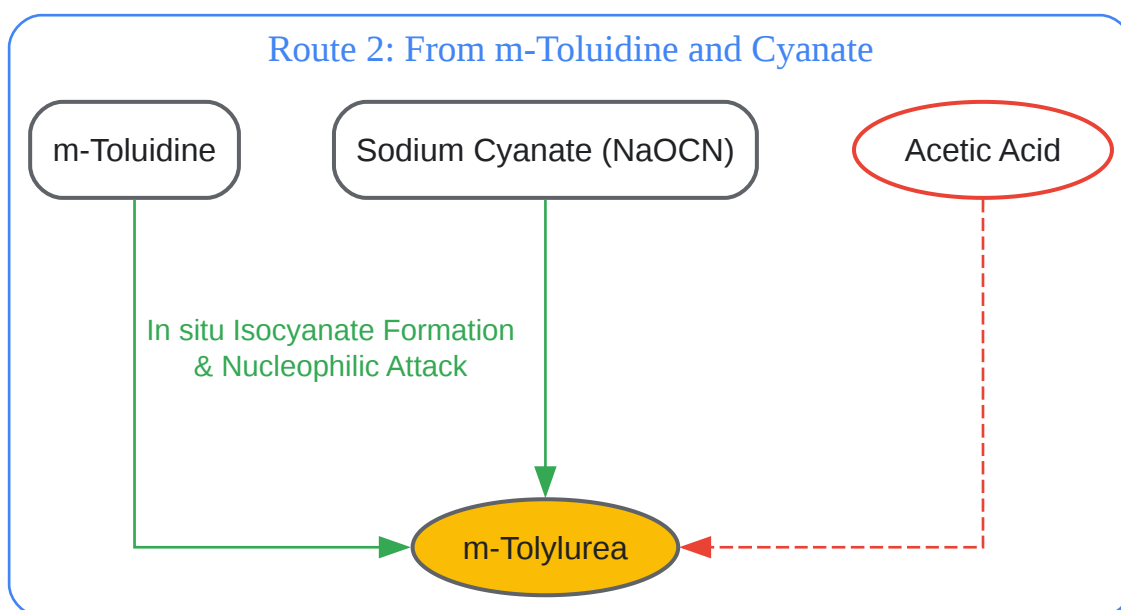 Route 2: From m-Toluidine and Cyanate
m-Toluidine
Sodium Cyanate (NaOCN)
Acetic Acid
In situ Isocyanate Formation
& Nucleophilic Attack
m-Tolylurea